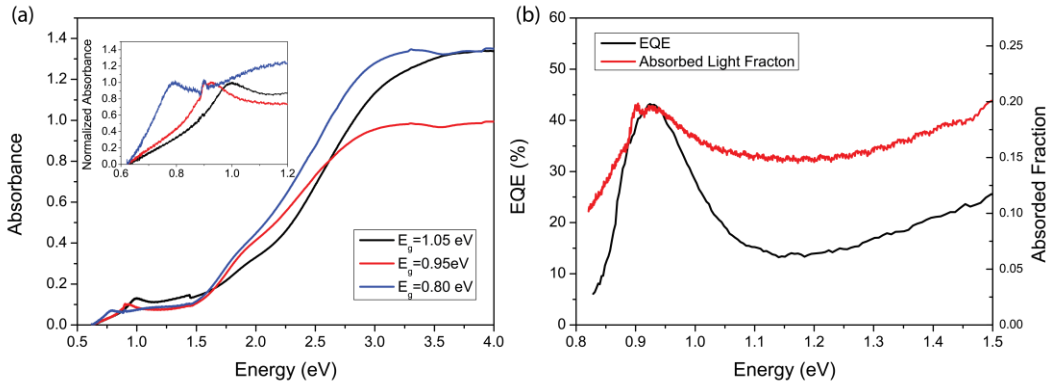 (a)
Absorbance
1.4
1.2
1.0
0.8
0.6
0.4
0.2
0.0
0.5 1.0 1.5 2.0 2.5 3.0 3.5 4.0
Energy (eV)
Normalized Absorbance
1.4
1.2
1.0
0.8
0.6
0.4
0.2
0.0
0.6 0.8 1.0 1.2
Eg=1.05 eV
Eg=0.95eV
Eg=0.80 eV
(b)
EQE (%)
60
50
40
30
20
10
0
0.8 0.9 1.0 1.1 1.2 1.3 1.4 1.5
Energy (eV)
EQE
Absorbed Light Fracton
0.25
0.20
0.15
0.10
0.05
0.00
Absorded Fraction